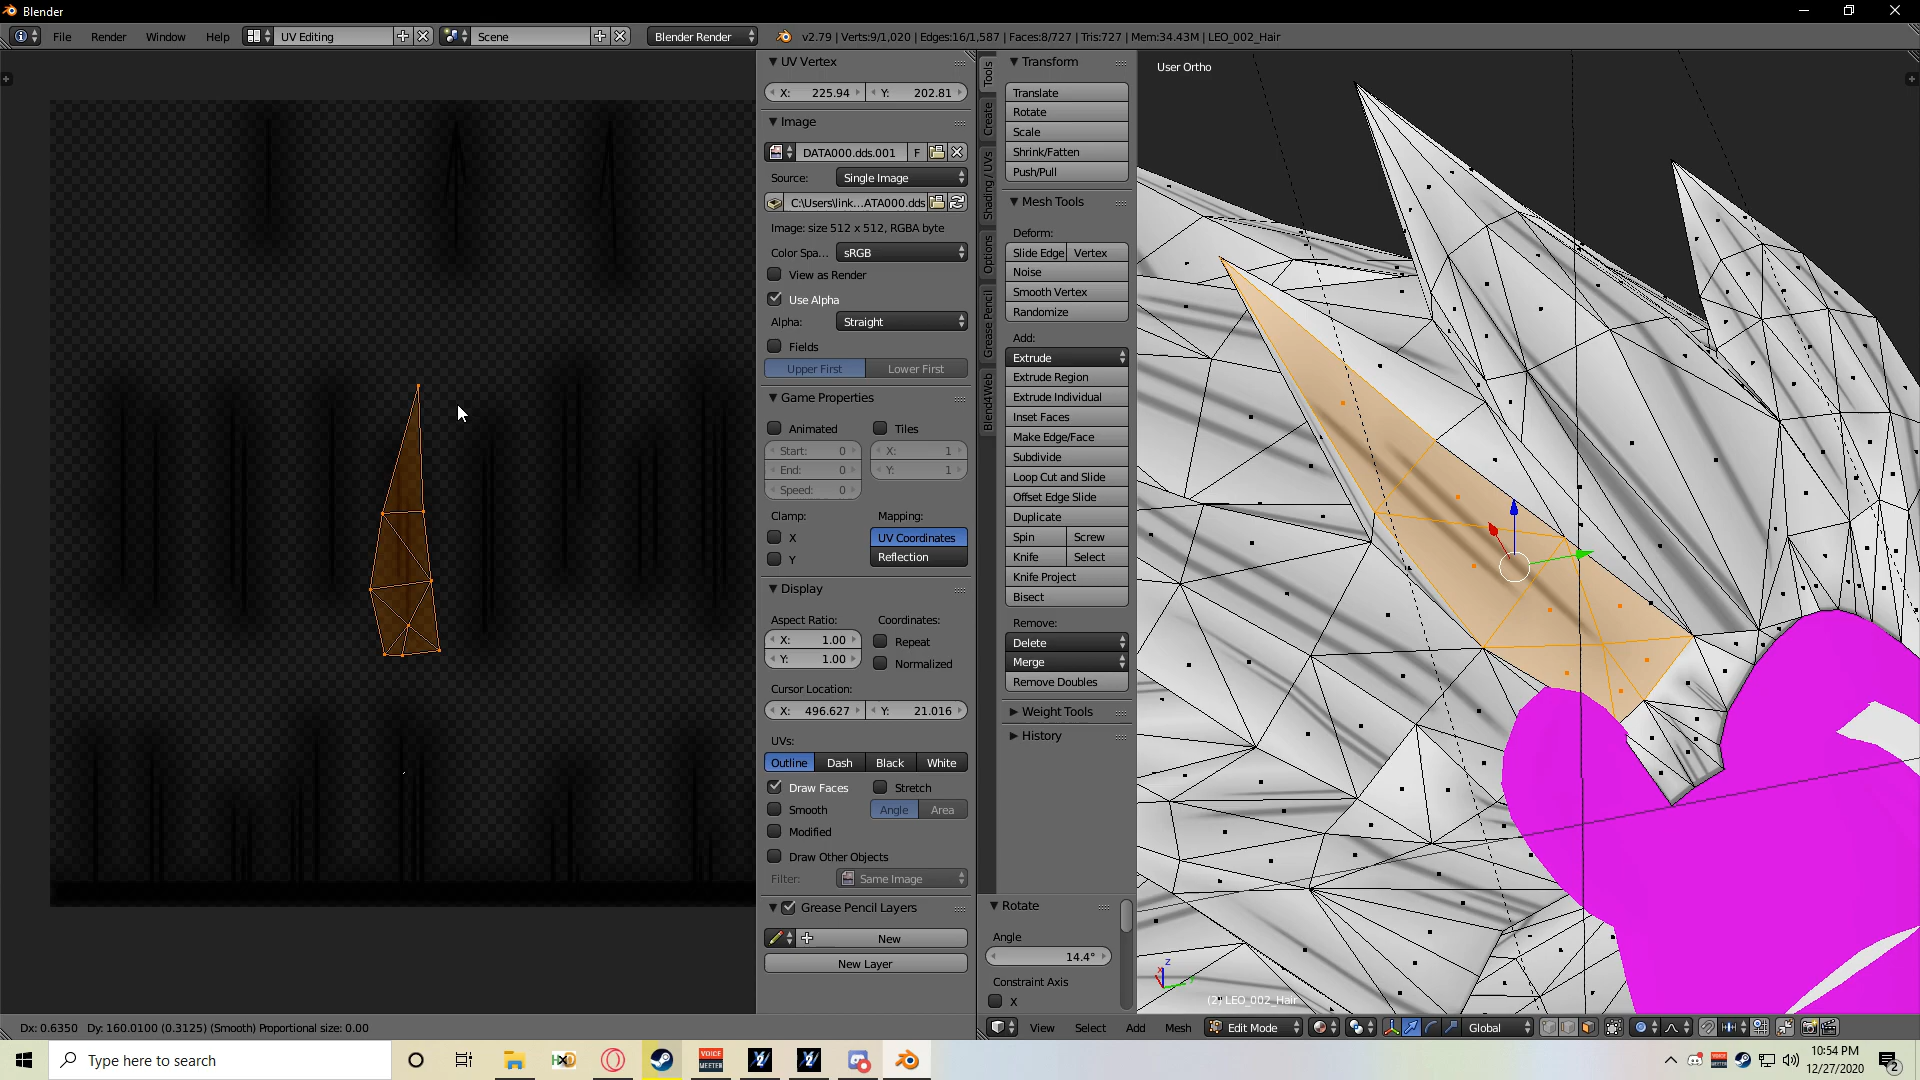 Blender
File Render Window Help UV Editing Scene Blender Render v2.79 | Verts:9/1,020 | Edges:16/1,587 | Faces:8/727 | Tris:727 | Mem:34.43M | LEO_002_Hair
UV Vertex
X: 225.94 Y: 202.81
Image
DATA000.dds.001 F
Source: Single Image
C:\Users\link...ATA000.dds
Image: size 512 x 512, RGBA byte
Color Spa... sRGB
View as Render
Use Alpha
Alpha: Straight
Fields
Upper First Lower First
Game Properties
Animated Tiles
Start: 0 X: 1
End: 0 Y: 1
Speed: 0
Clamp: Mapping:
X UV Coordinates
Y Reflection
Display
Aspect Ratio: Coordinates:
X: 1.00 Repeat
Y: 1.00 Normalized
Cursor Location:
X: 496.627 Y: 21.016
UVs:
Outline Dash Black White
Draw Faces Stretch
Smooth Angle Area
Modified
Draw Other Objects
Filter: Same Image
Grease Pencil Layers
New
New Layer
Tools
Create
Shading / UVs
Options
Grease Pencil
Blend4Web
Transform
Translate
Rotate
Scale
Shrink/Fatten
Push/Pull
Mesh Tools
Deform:
Slide Edge Vertex
Noise
Smooth Vertex
Randomize
Add:
Extrude
Extrude Region
Extrude Individual
Inset Faces
Make Edge/Face
Subdivide
Loop Cut and Slide
Offset Edge Slide
Duplicate
Spin Screw
Knife Select
Knife Project
Bisect
Remove:
Delete
Merge
Remove Doubles
Weight Tools
History
Rotate
Angle
14.4°
Constraint Axis
X
User Ortho
z
(2) LEO_002_Hair
Dx: 0.6350 Dy: 160.0100 (0.3125) (Smooth) Proportional size: 0.00
View Select Add Mesh Edit Mode Global
Type here to search
VOICE MEETER
10:54 PM
12/27/2020
2